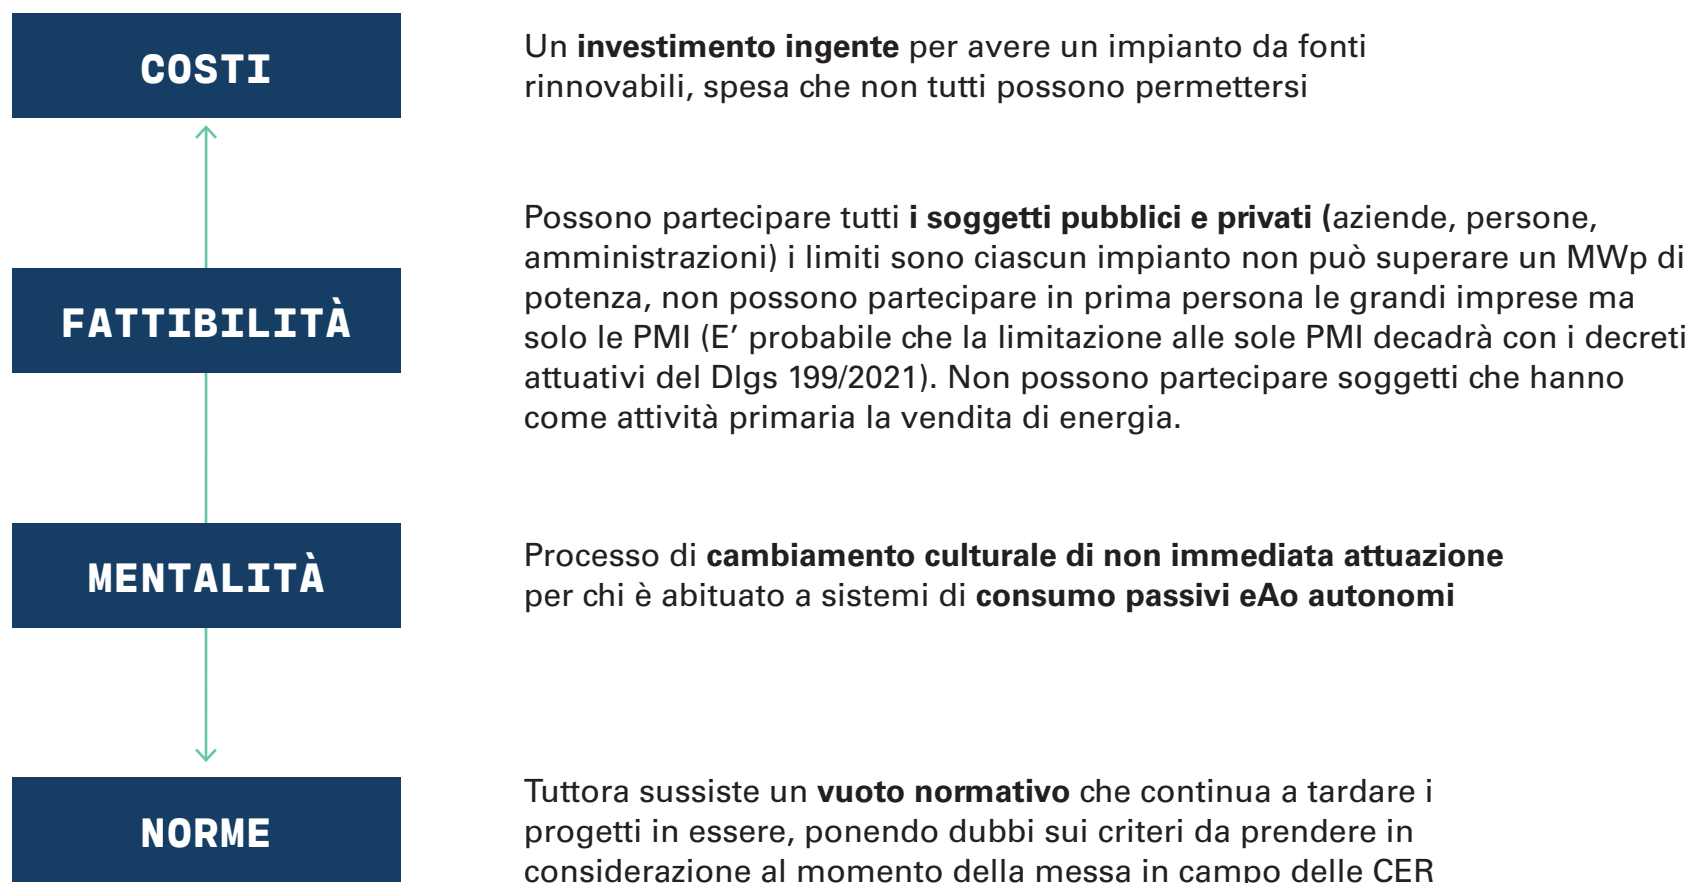 COSTI
Un investimento ingente per avere un impianto da fonti
rinnovabili, spesa che non tutti possono permettersi
FATTIBILITÀ
Possono partecipare tutti i soggetti pubblici e privati (aziende, persone,
amministrazioni) i limiti sono ciascun impianto non può superare un MWp di
potenza, non possono partecipare in prima persona le grandi imprese ma
solo le PMI (E’ probabile che la limitazione alle sole PMI decadrà con i decreti
attuativi del Dlgs 199/2021). Non possono partecipare soggetti che hanno
come attività primaria la vendita di energia.
MENTALITÀ
Processo di cambiamento culturale di non immediata attuazione
per chi è abituato a sistemi di consumo passivi eAo autonomi
NORME
Tuttora sussiste un vuoto normativo che continua a tardare i
progetti in essere, ponendo dubbi sui criteri da prendere in
considerazione al momento della messa in campo delle CER